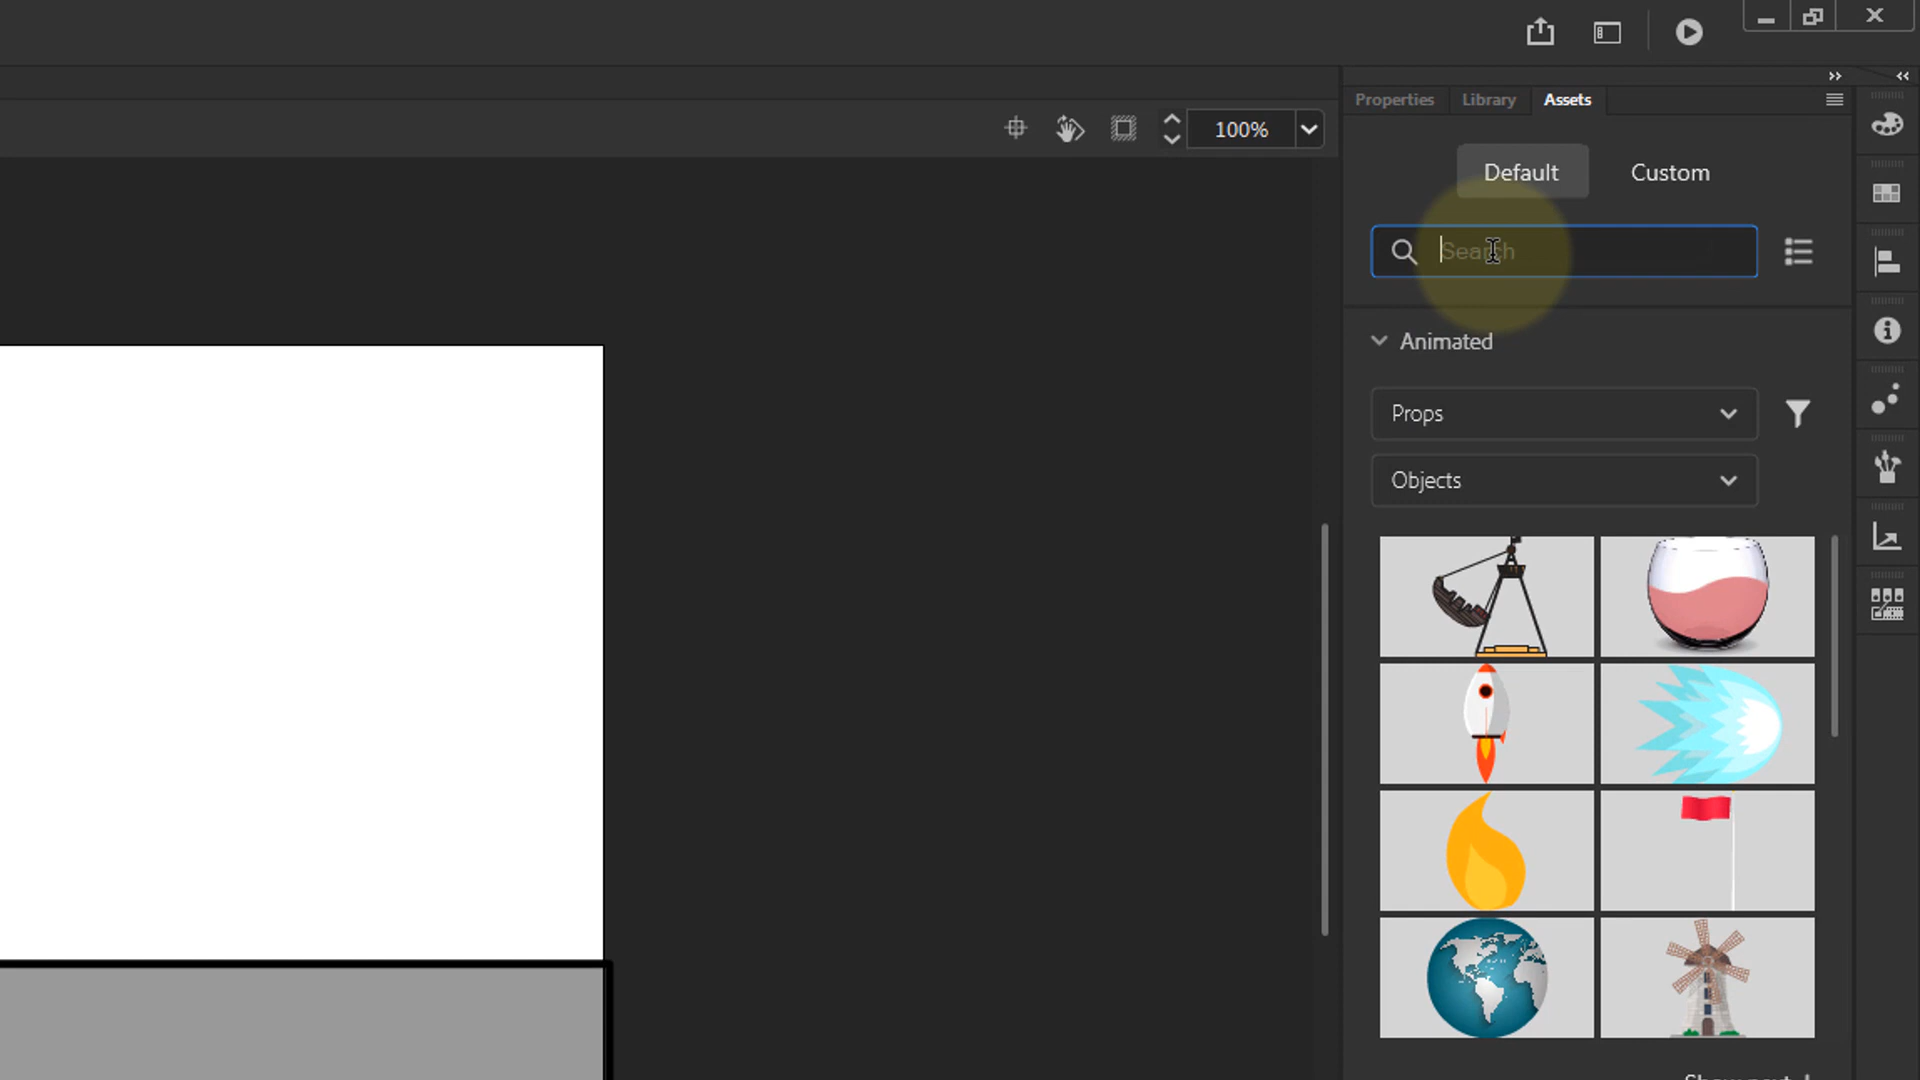 Properties Library Assets
100%
Default Custom
Search
Animated
Props
Objects